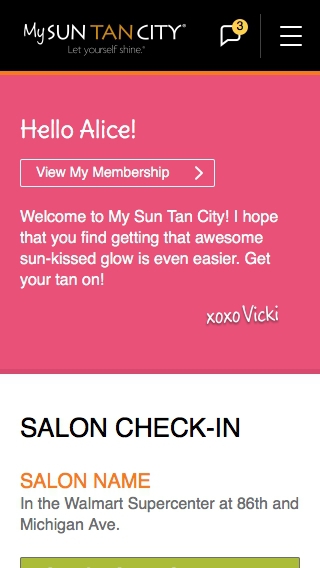 My SUN TAN CITY®
Let yourself shine.®
3
Hello Alice!
View My Membership
Welcome to My Sun Tan City! I hope
that you find getting that awesome
sun-kissed glow is even easier. Get
your tan on!
xoxo Vicki
SALON CHECK-IN
SALON NAME
In the Walmart Supercenter at 86th and
Michigan Ave.